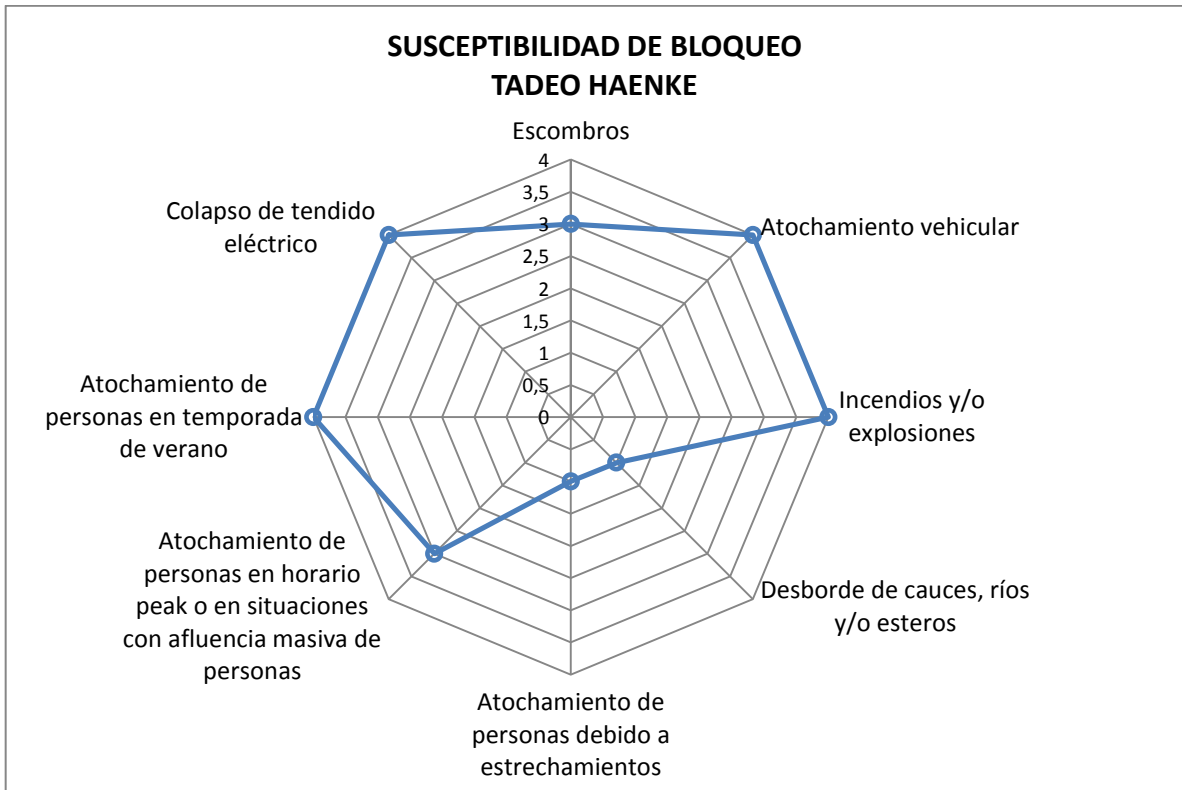 SUSCEPTIBILIDAD DE BLOQUEO
TADEO HAENKE
Escombros
4
3,5
3
2,5
2
1,5
1
0,5
0
Atochamiento vehicular
Incendios y/o
explosiones
Desborde de cauces, ríos
y/o esteros
Atochamiento de
personas debido a
estrechamientos
Atochamiento de
personas en horario
peak o en situaciones
con afluencia masiva de
personas
Atochamiento de
personas en temporada
de verano
Colapso de tendido
eléctrico